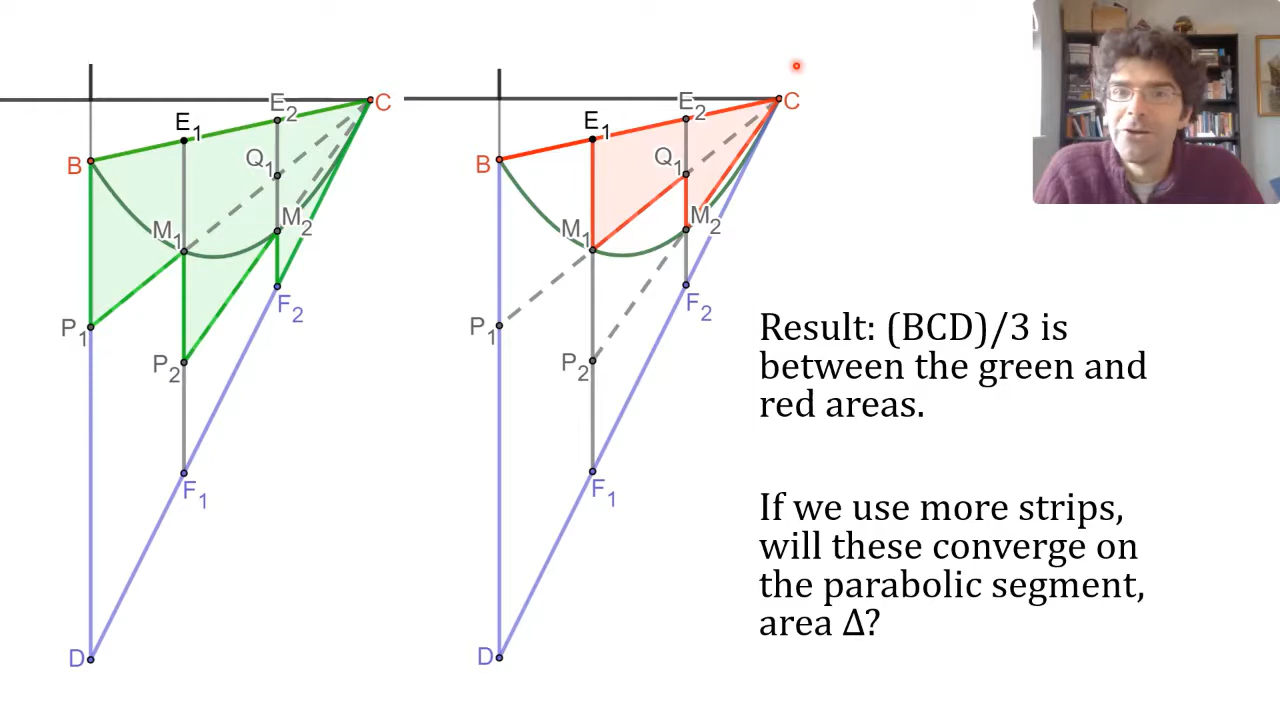 E₂ C
E₁
Q₁
B
M₂
M₁
F₂
P₁
P₂
F₁
D
E₂ C
E₁
Q₁
B
M₂
M₁
F₂
P₁
P₂
F₁
D
Result: (BCD)/3 is
between the green and
red areas.
If we use more strips,
will these converge on
the parabolic segment,
area Δ?